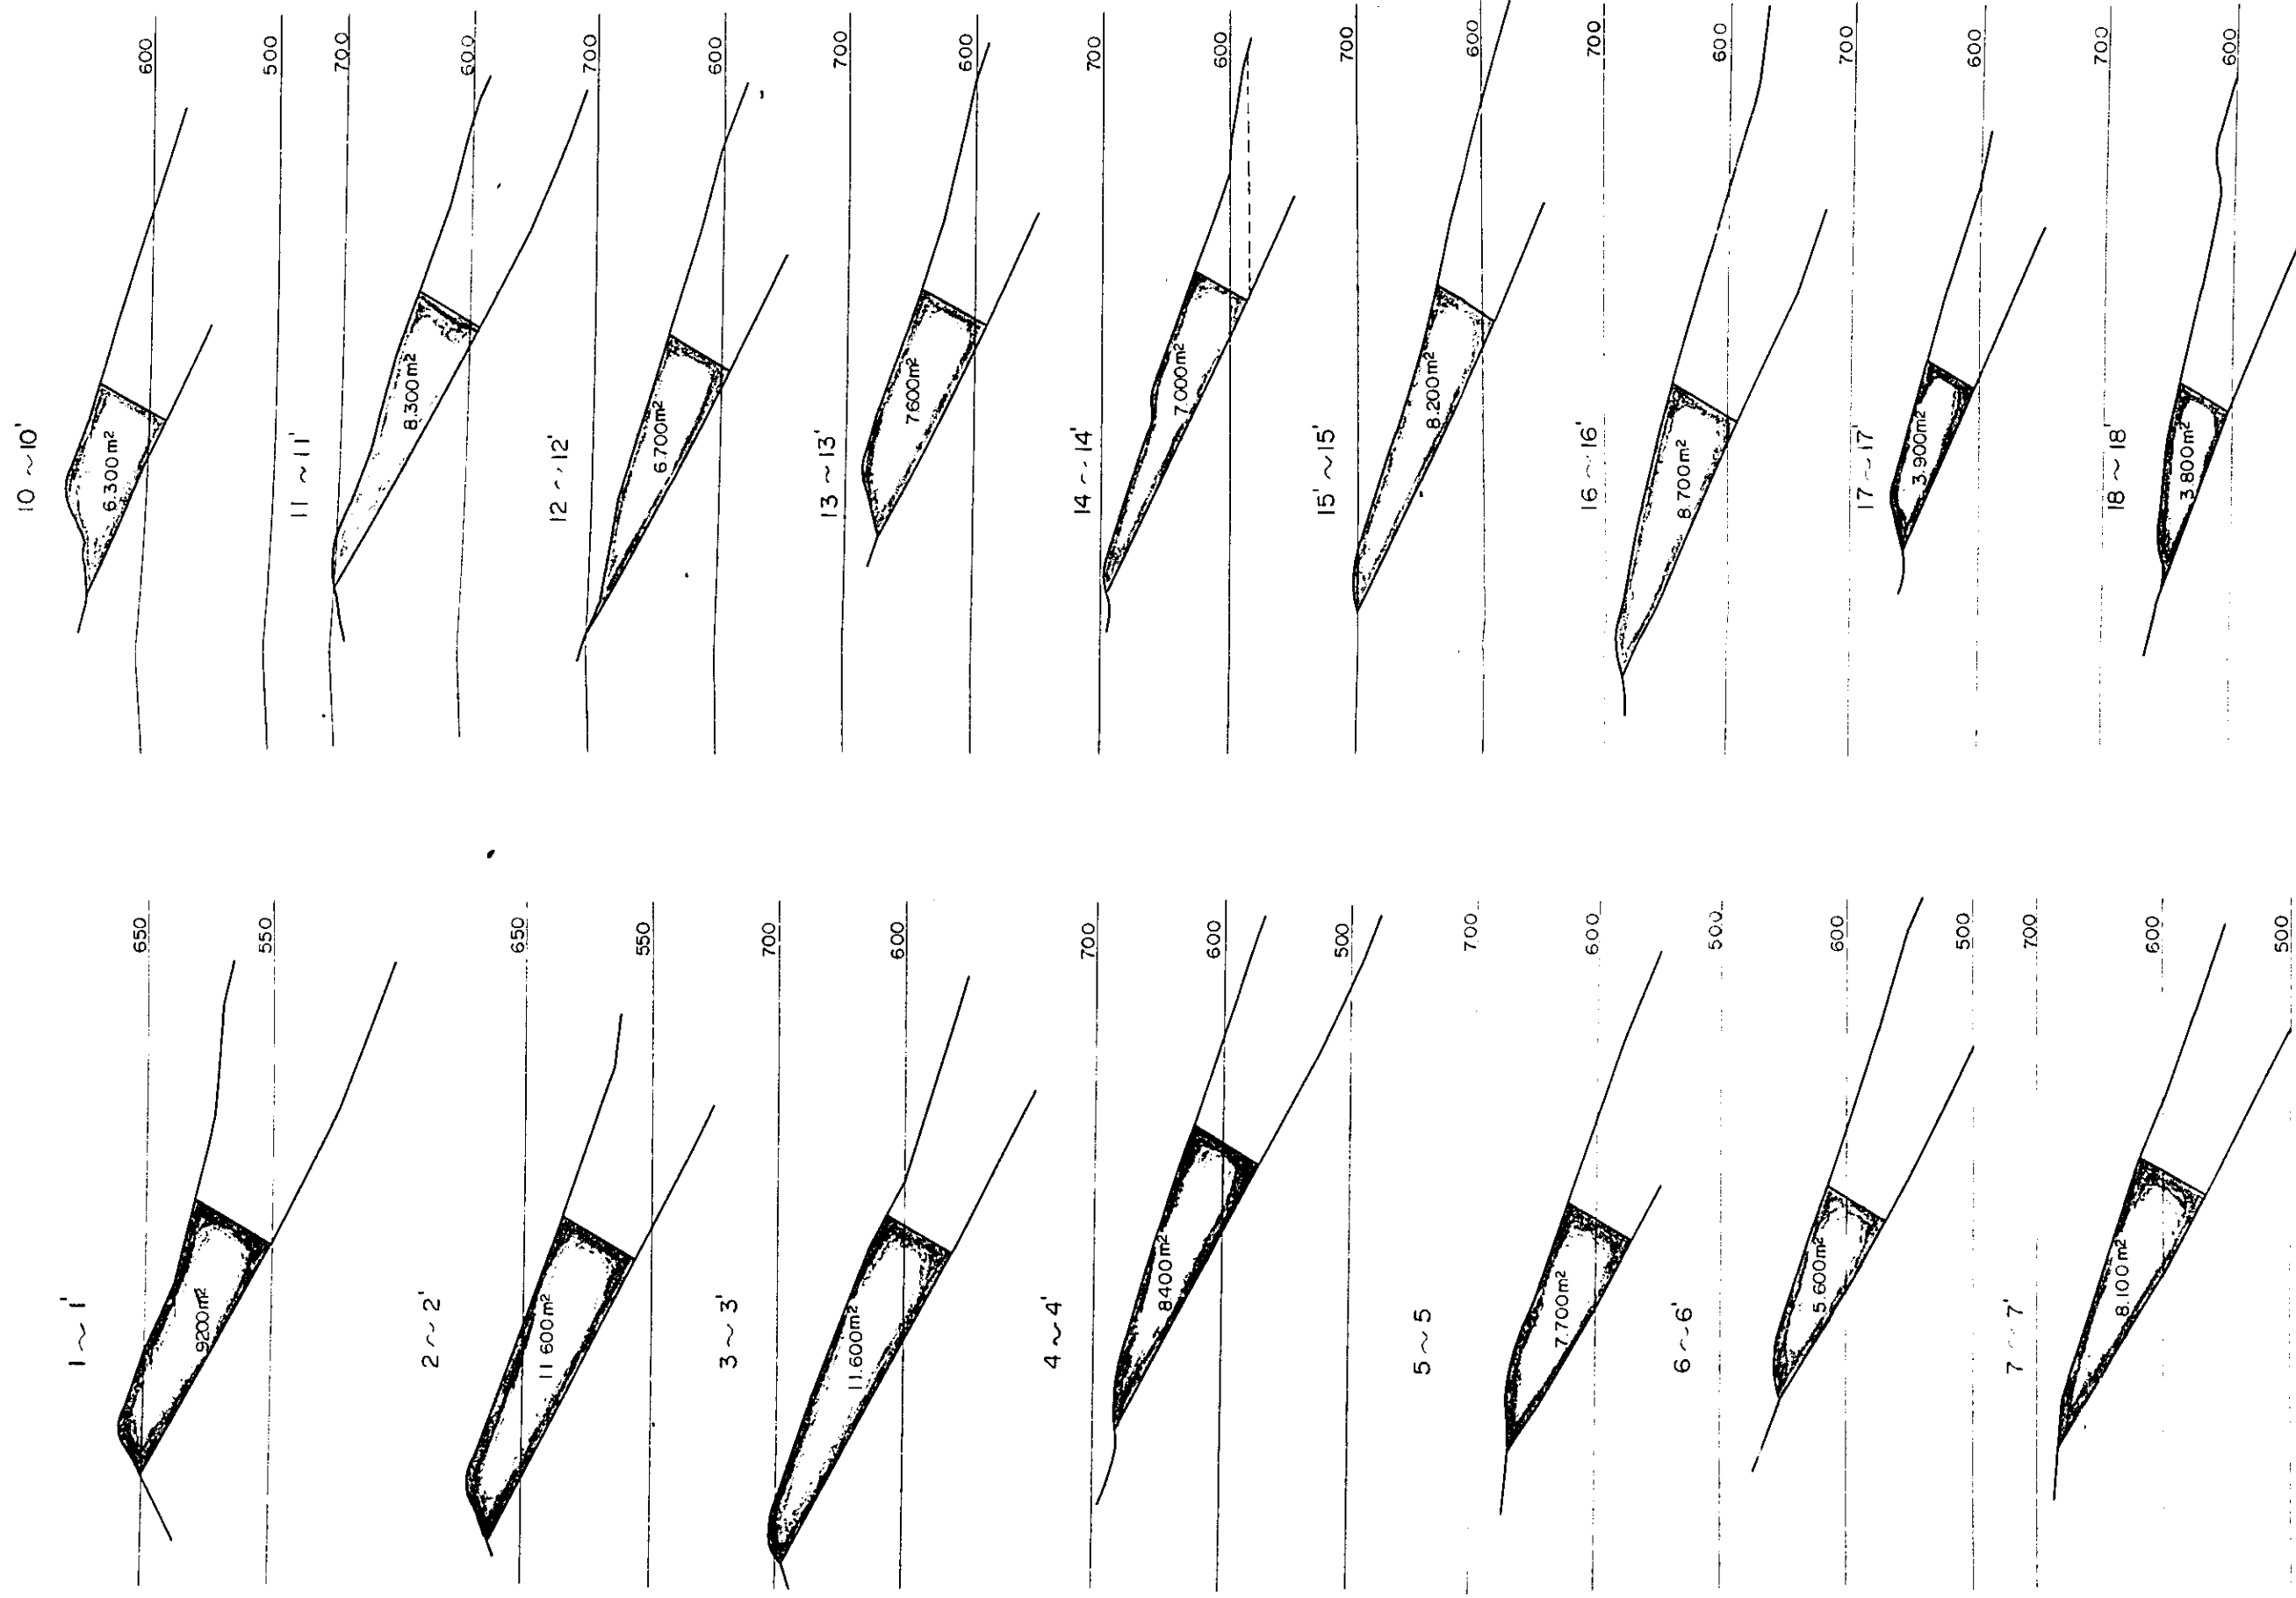 10 ~ 10'
600
500
6.300m²
11 ~ 11'
700
600
8.300m²
12 ~ 12'
700
600
6.700m²
13 ~ 13'
700
600
7.600m²
14 ~ 14'
700
600
7.000m²
15' ~ 15'
700
600
8.200m²
16 ~ 16'
700
600
8.700m²
17 ~ 17'
700
600
3.900m²
18 ~ 18'
700
600
3.800m²
1 ~ 1'
650
550
9200m²
2 ~ 2'
650
550
11 600m²
3 ~ 3'
700
600
11.600m²
4 ~ 4'
700
600
500
8400m²
5 ~ 5
700
600
500
7.700m²
6 ~ 6'
600
500
5.600m²
7 ~ 7'
700
600
500
8.100m²